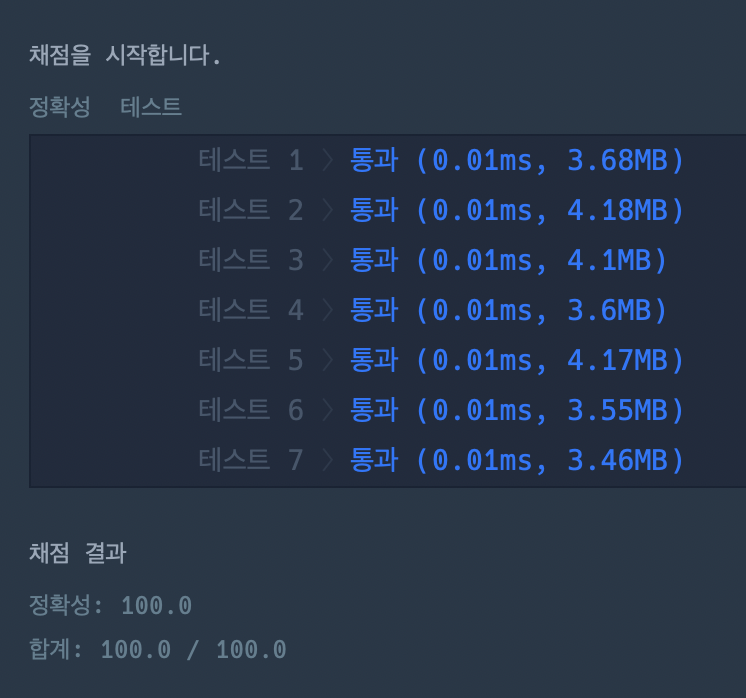 채점을 시작합니다.
정확성 테스트
테스트 1 〉 통과 (0.01ms, 3.68MB)
테스트 2 〉 통과 (0.01ms, 4.18MB)
테스트 3 〉 통과 (0.01ms, 4.1MB)
테스트 4 〉 통과 (0.01ms, 3.6MB)
테스트 5 〉 통과 (0.01ms, 4.17MB)
테스트 6 〉 통과 (0.01ms, 3.55MB)
테스트 7 〉 통과 (0.01ms, 3.46MB)
채점 결과
정확성: 100.0
합계: 100.0 / 100.0